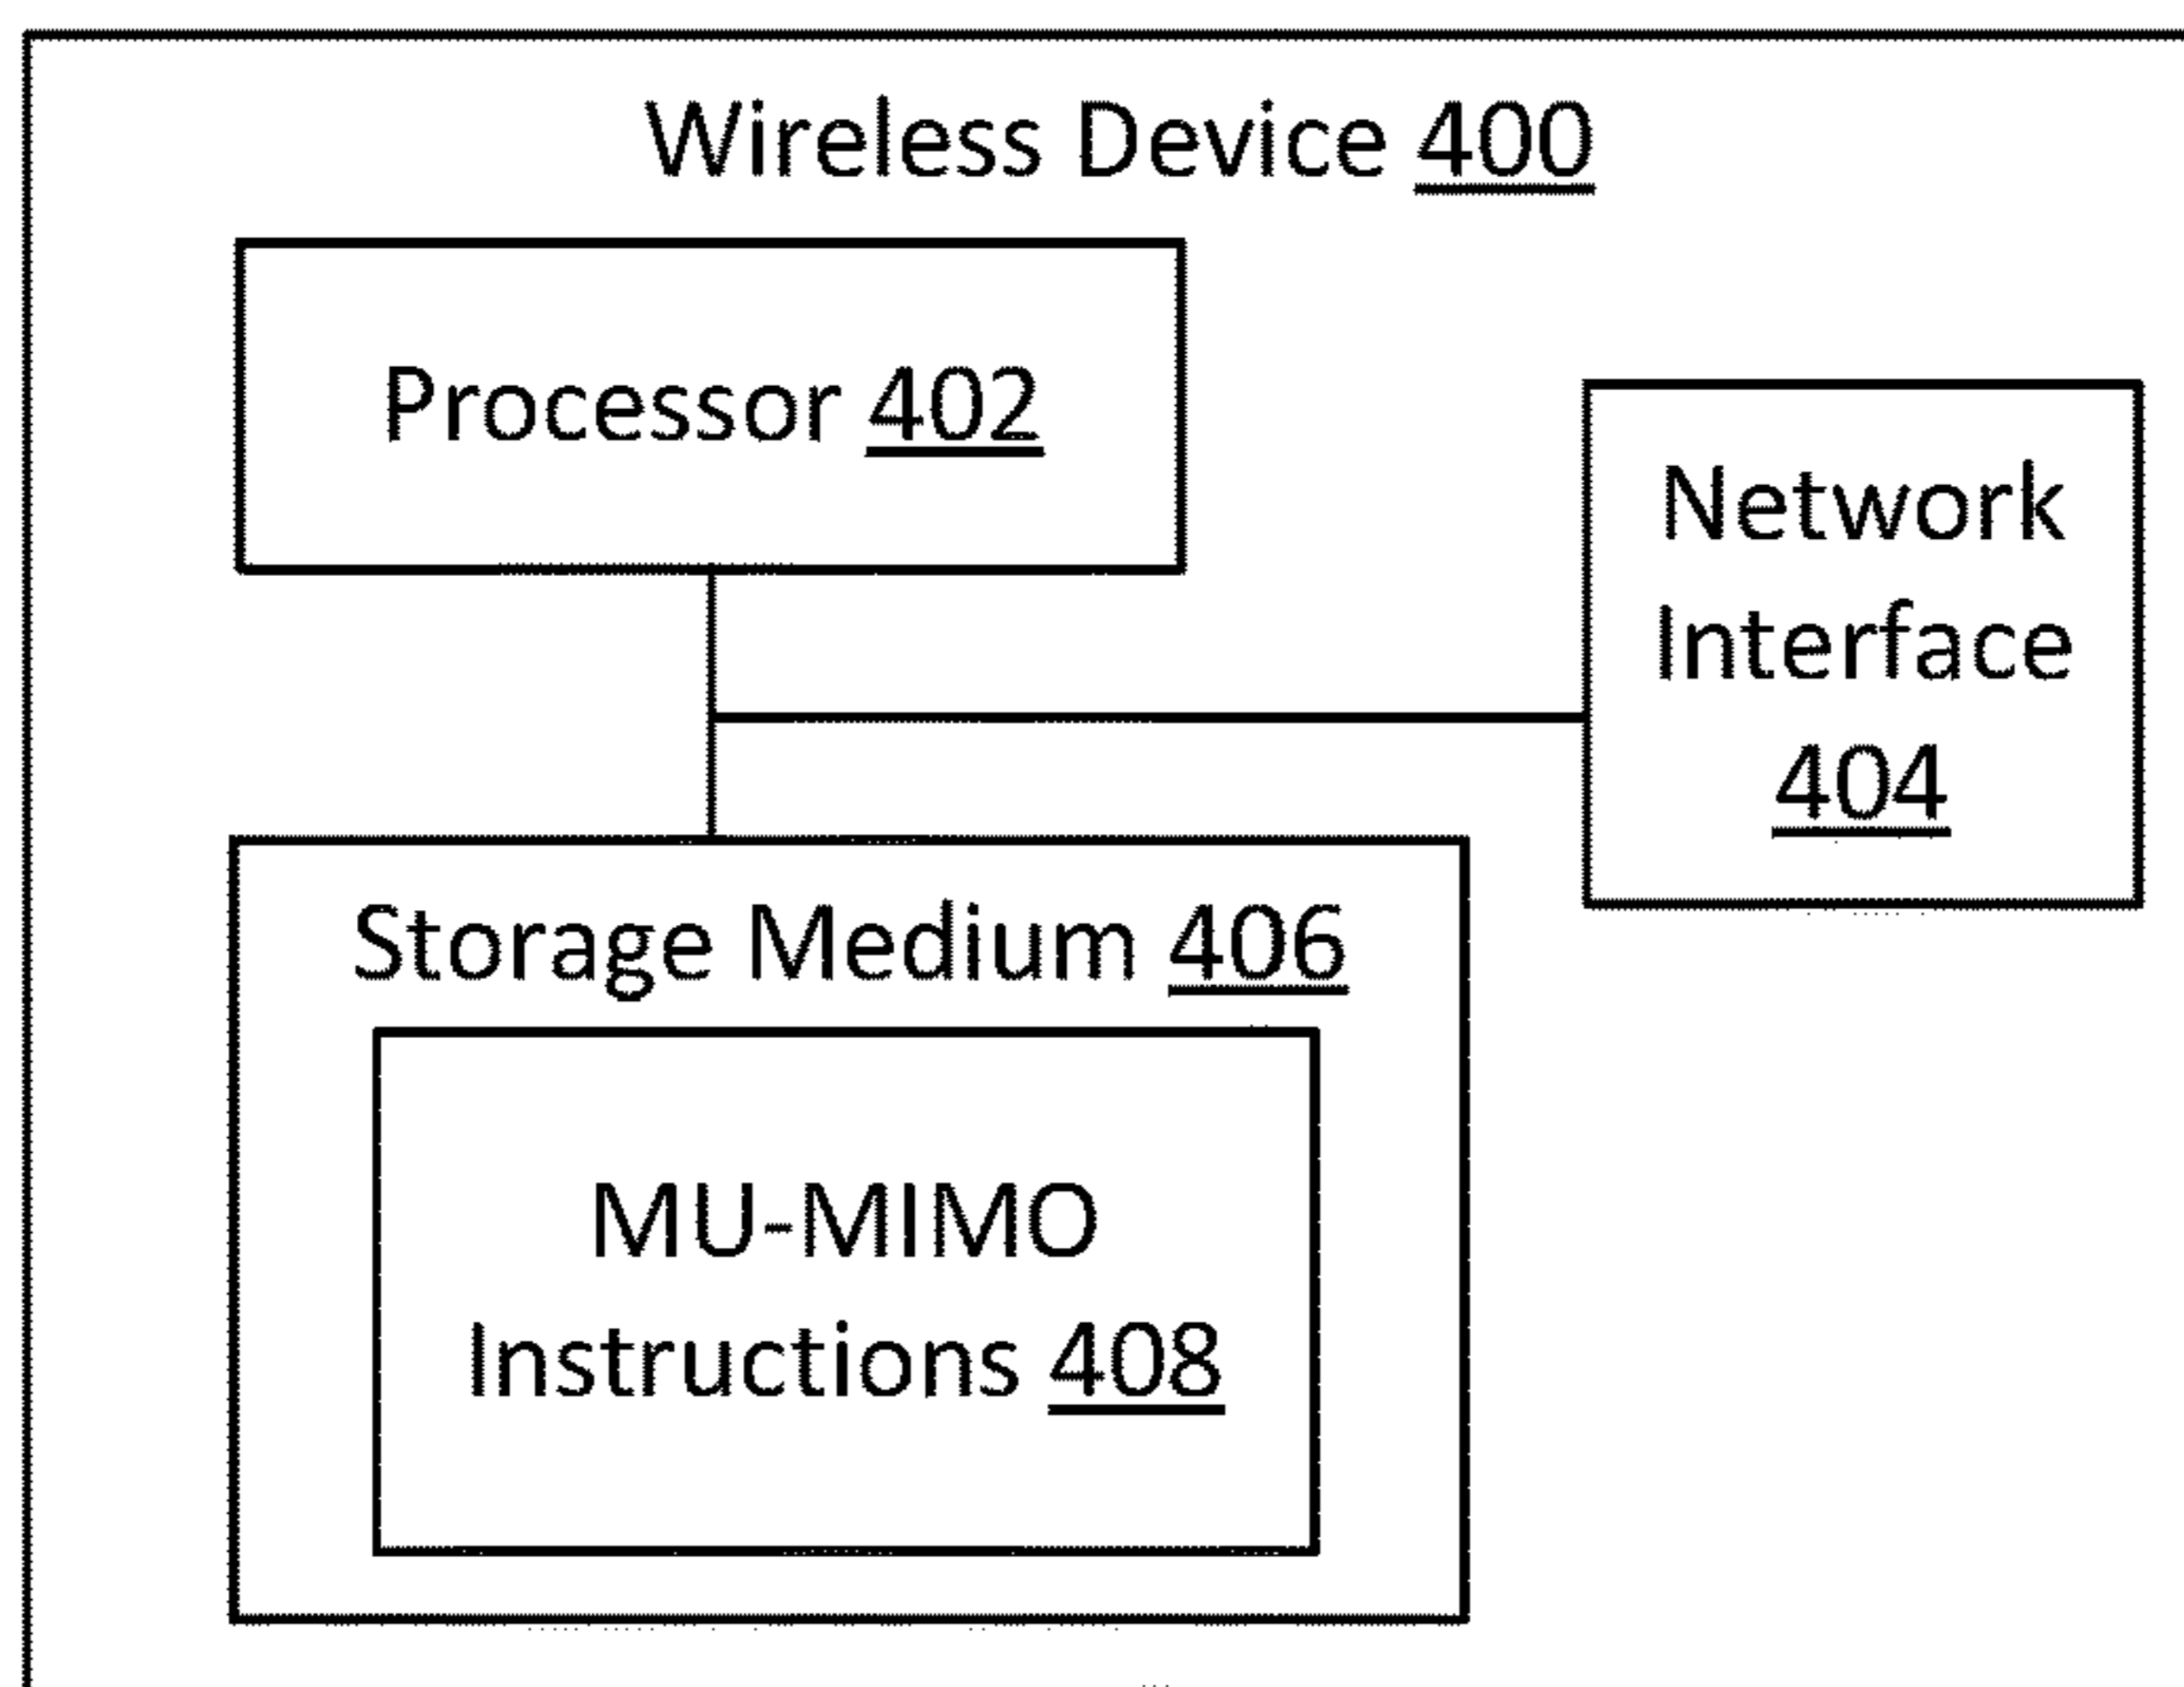 Wireless Device 400
Processor 402
Network
Interface
404
Storage Medium 406
MU-MIMO
Instructions 408